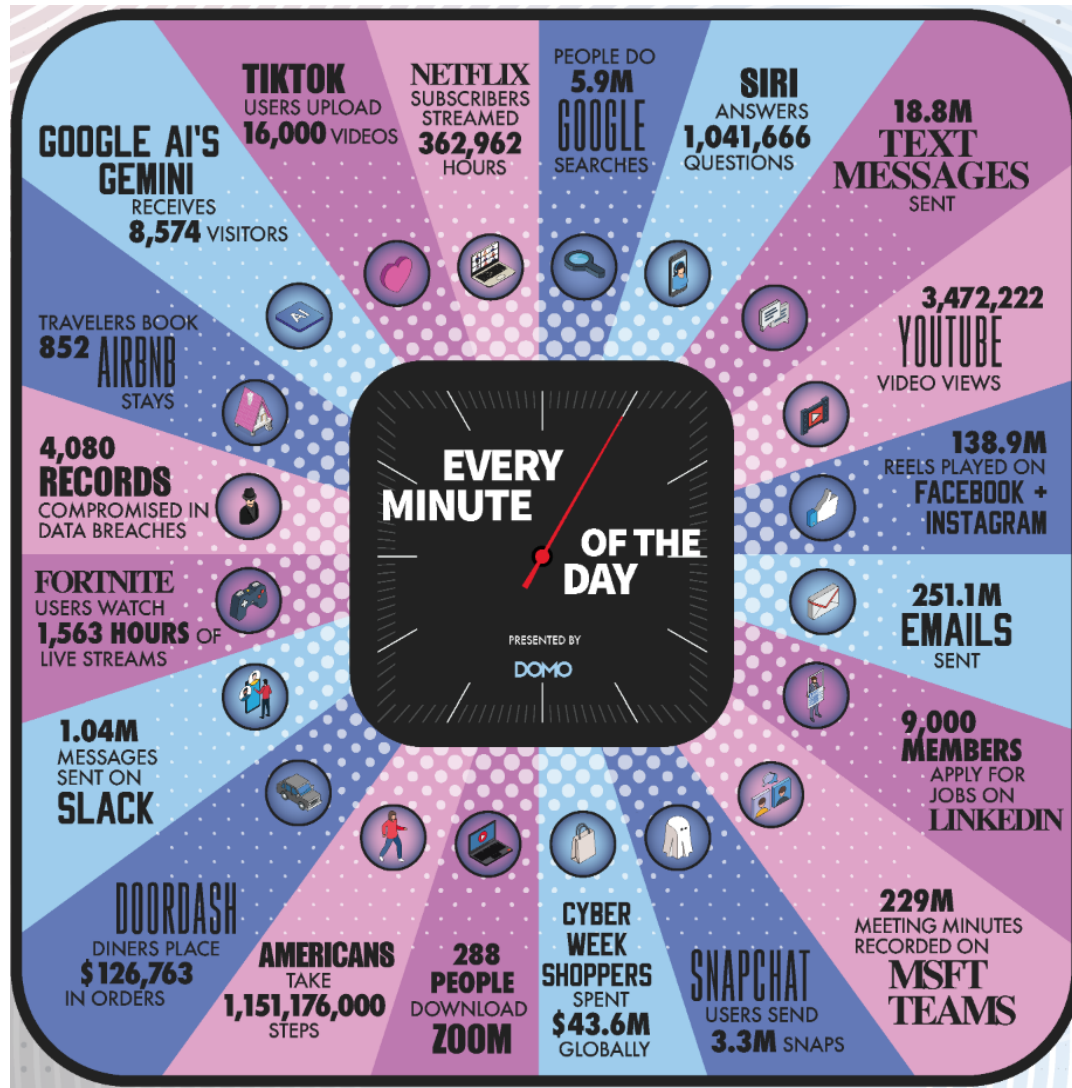 PEOPLE DO
5.9M
GOOGLE
SEARCHES
SIRI
ANSWERS
1,041,666
QUESTIONS
18.8M
TEXT
MESSAGES
SENT
3,472,222
YOUTUBE
VIDEO VIEWS
138.9M
REELS PLAYED ON
FACEBOOK +
INSTAGRAM
251.1M
EMAILS
SENT
9,000
MEMBERS
APPLY FOR
JOBS ON
LINKEDIN
229M
MEETING MINUTES
RECORDED ON
MSFT
TEAMS
SNAPCHAT
USERS SEND
3.3M SNAPS
CYBER
WEEK
SHOPPERS
SPENT
$43.6M
GLOBALLY
288
PEOPLE
DOWNLOAD
ZOOM
AMERICANS
TAKE
1,151,176,000
STEPS
DOORDASH
DINERS PLACE
$126,763
IN ORDERS
1.04M
MESSAGES
SENT ON
SLACK
FORTNITE
USERS WATCH
1,563 HOURS OF
LIVE STREAMS
4,080
RECORDS
COMPROMISED IN
DATA BREACHES
TRAVELERS BOOK
852 AIRBNB
STAYS
GOOGLE AI'S
GEMINI
RECEIVES
8,574 VISITORS
TIKTOK
USERS UPLOAD
16,000 VIDEOS
NETFLIX
SUBSCRIBERS
STREAMED
362,962
HOURS
EVERY
MINUTE
OF THE
DAY
PRESENTED BY
DOMO
AI